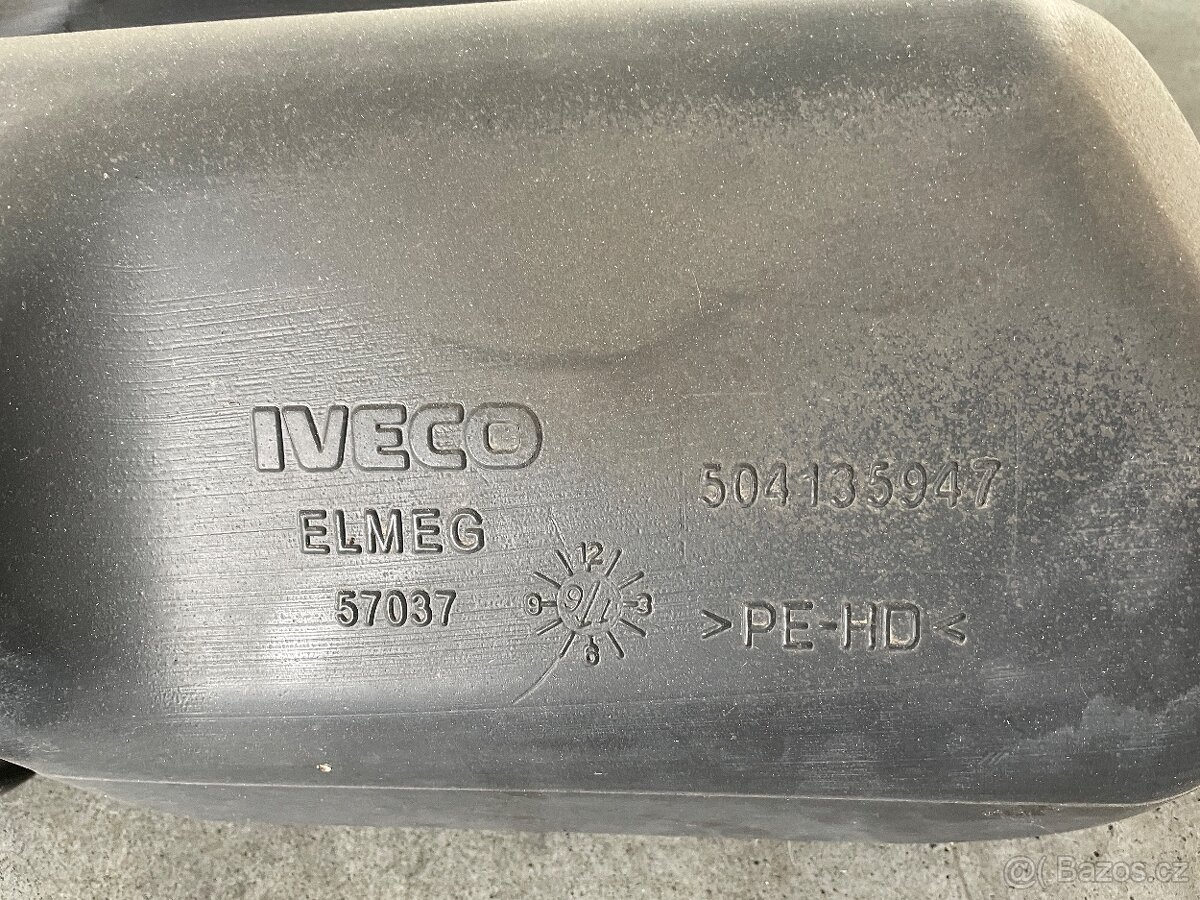 IVECO
ELMEG
57037
504135947
>PE-HD<
12
3
6
9
Bazos.cz